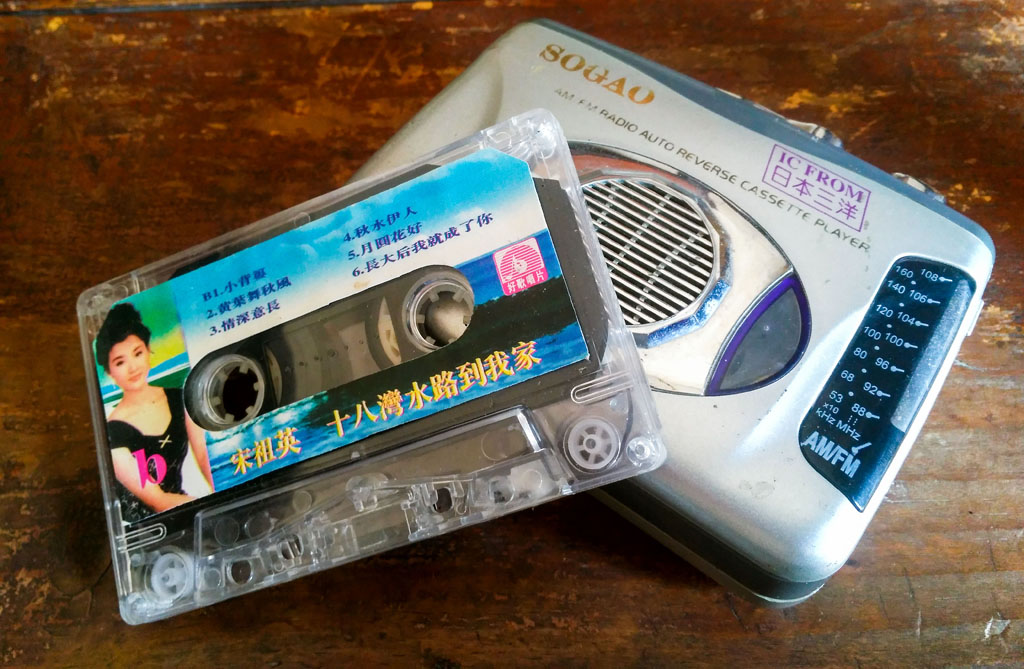 SOGAO
AM/FM RADIO AUTO REVERSE CASSETTE PLAYER
IC FROM
日本三洋
160 108
140 106
120 104
100 100
80 96
68 92
53 88
x10
kHz MHz
AM/FM
B1.小背簍
2.黄葉舞秋風
3.情深意長
4.秋水伊人
5.月圓花好
6.長大后我就成了你
b
好歌唱片
b
宋祖英 十八灣水路到我家